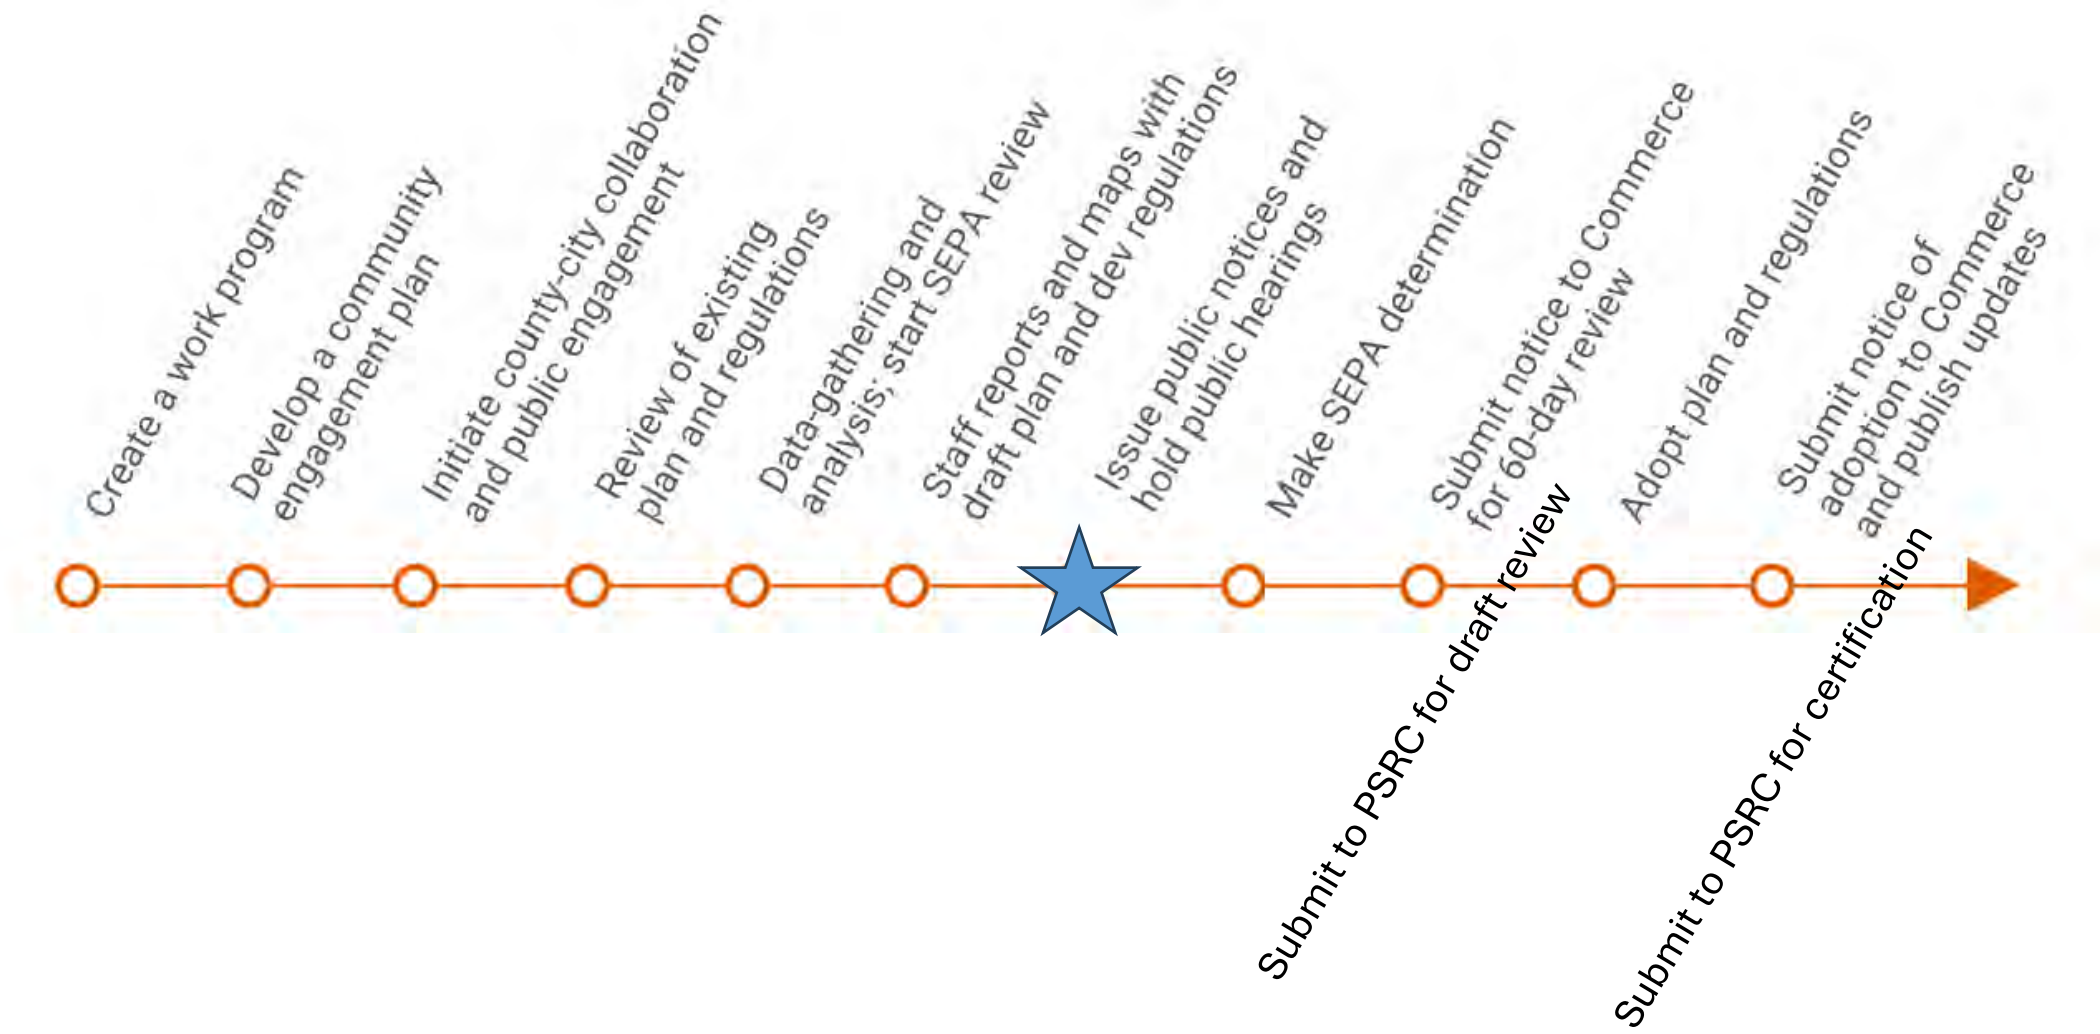 Create a work program
Develop a community
engagement plan
Initiate county-city collaboration
and public engagement
Review of existing
plan and regulations
Data-gathering and
analysis; start SEPA review
Staff reports and maps with
draft plan and dev regulations
Issue public notices and
hold public hearings
Make SEPA determination
Submit notice to Commerce
for 60-day review
Submit to PSRC for draft review
Adopt plan and regulations
Submit notice of
adoption to Commerce
and publish updates
Submit to PSRC for certification